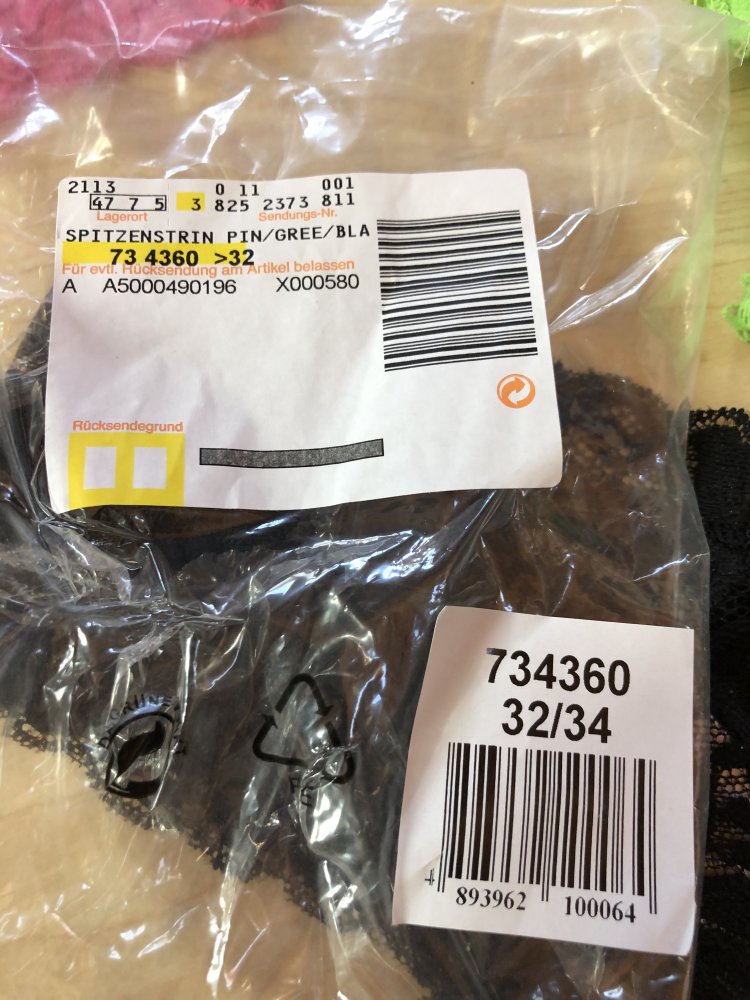 2113 0 11 001
47 7 5 3 825 2373 811
Lagerort Sendungs-Nr.
SPITZENSTRIN PIN/GREE/BLA
73 4360 >32
Für evtl. Rücksendung am Artikel belassen
A A5000490196 X000580
Rücksendegrund
734360
32/34
4 893962 100064